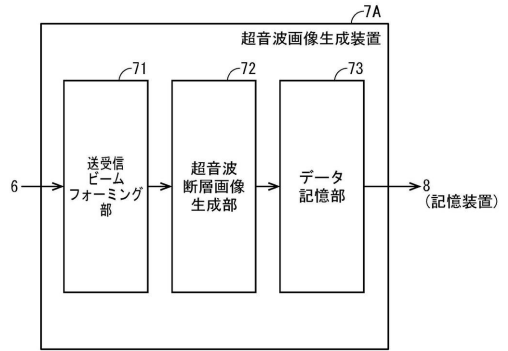 7A
超音波画像生成装置
71
72
73
送受信
ビーム
フォーミング
部
超音波
断層画像
生成部
データ
記憶部
6
8
(記憶装置)